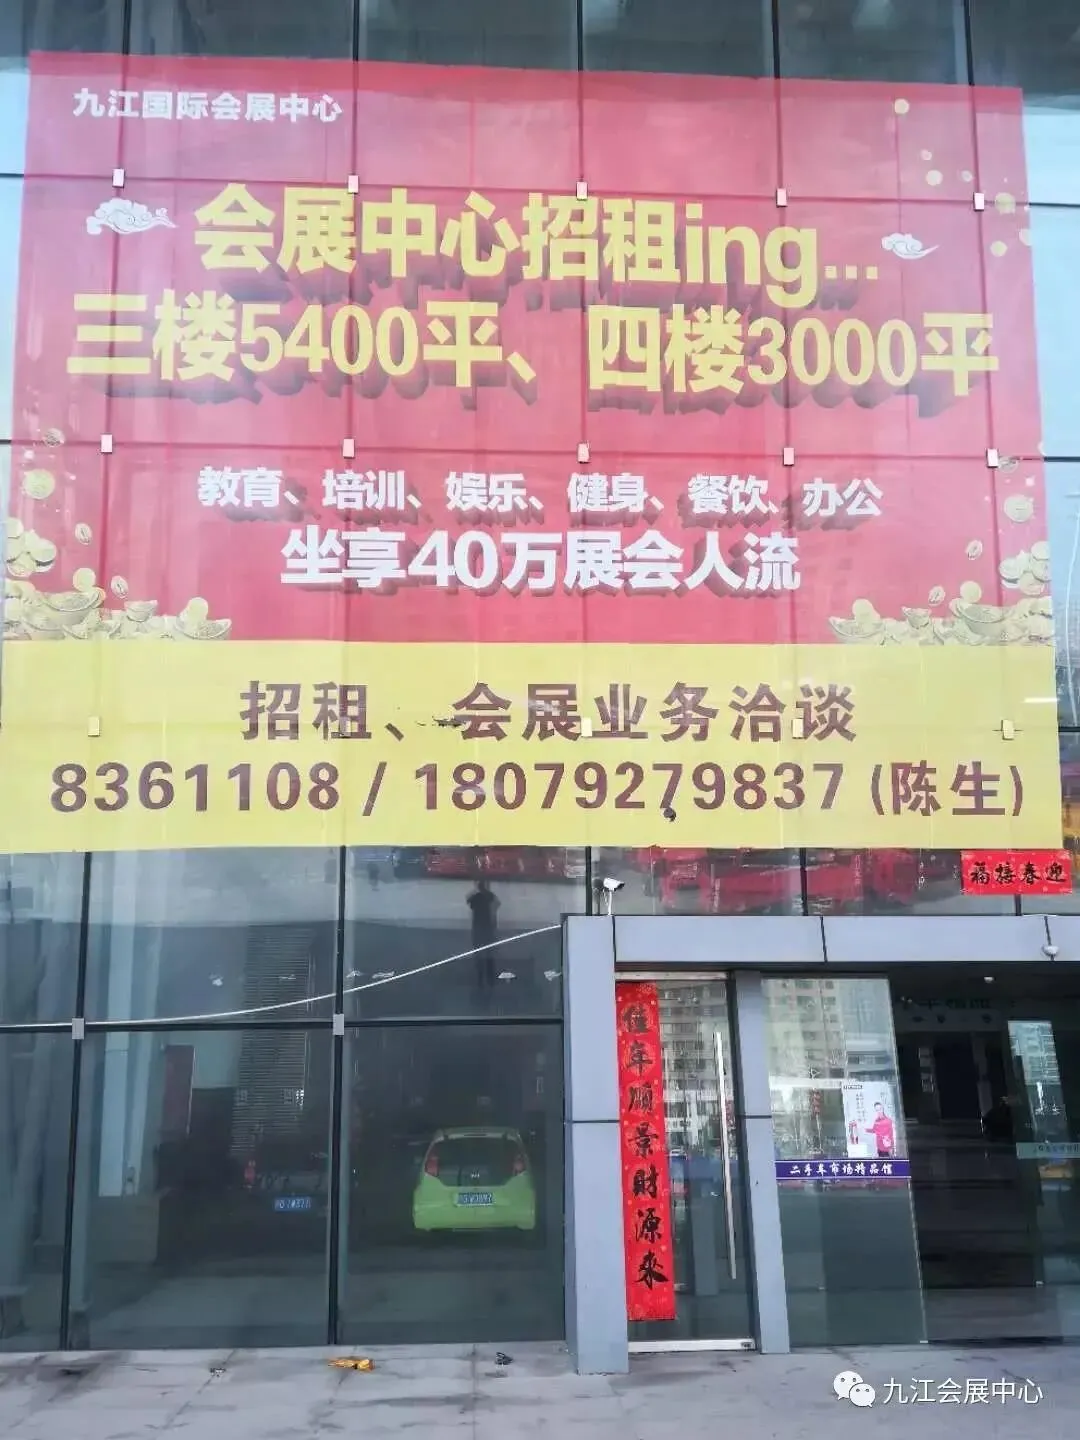 九江国际会展中心
会展中心招租ing...
三楼5400平、四楼3000平
教育、培训、娱乐、健身、餐饮、办公
坐享40万展会人流
招租、会展业务洽谈
8361108 / 18079279837 (陈生)
迎春接福
佳车顺景财源来
二手车市场精品馆
九江会展中心